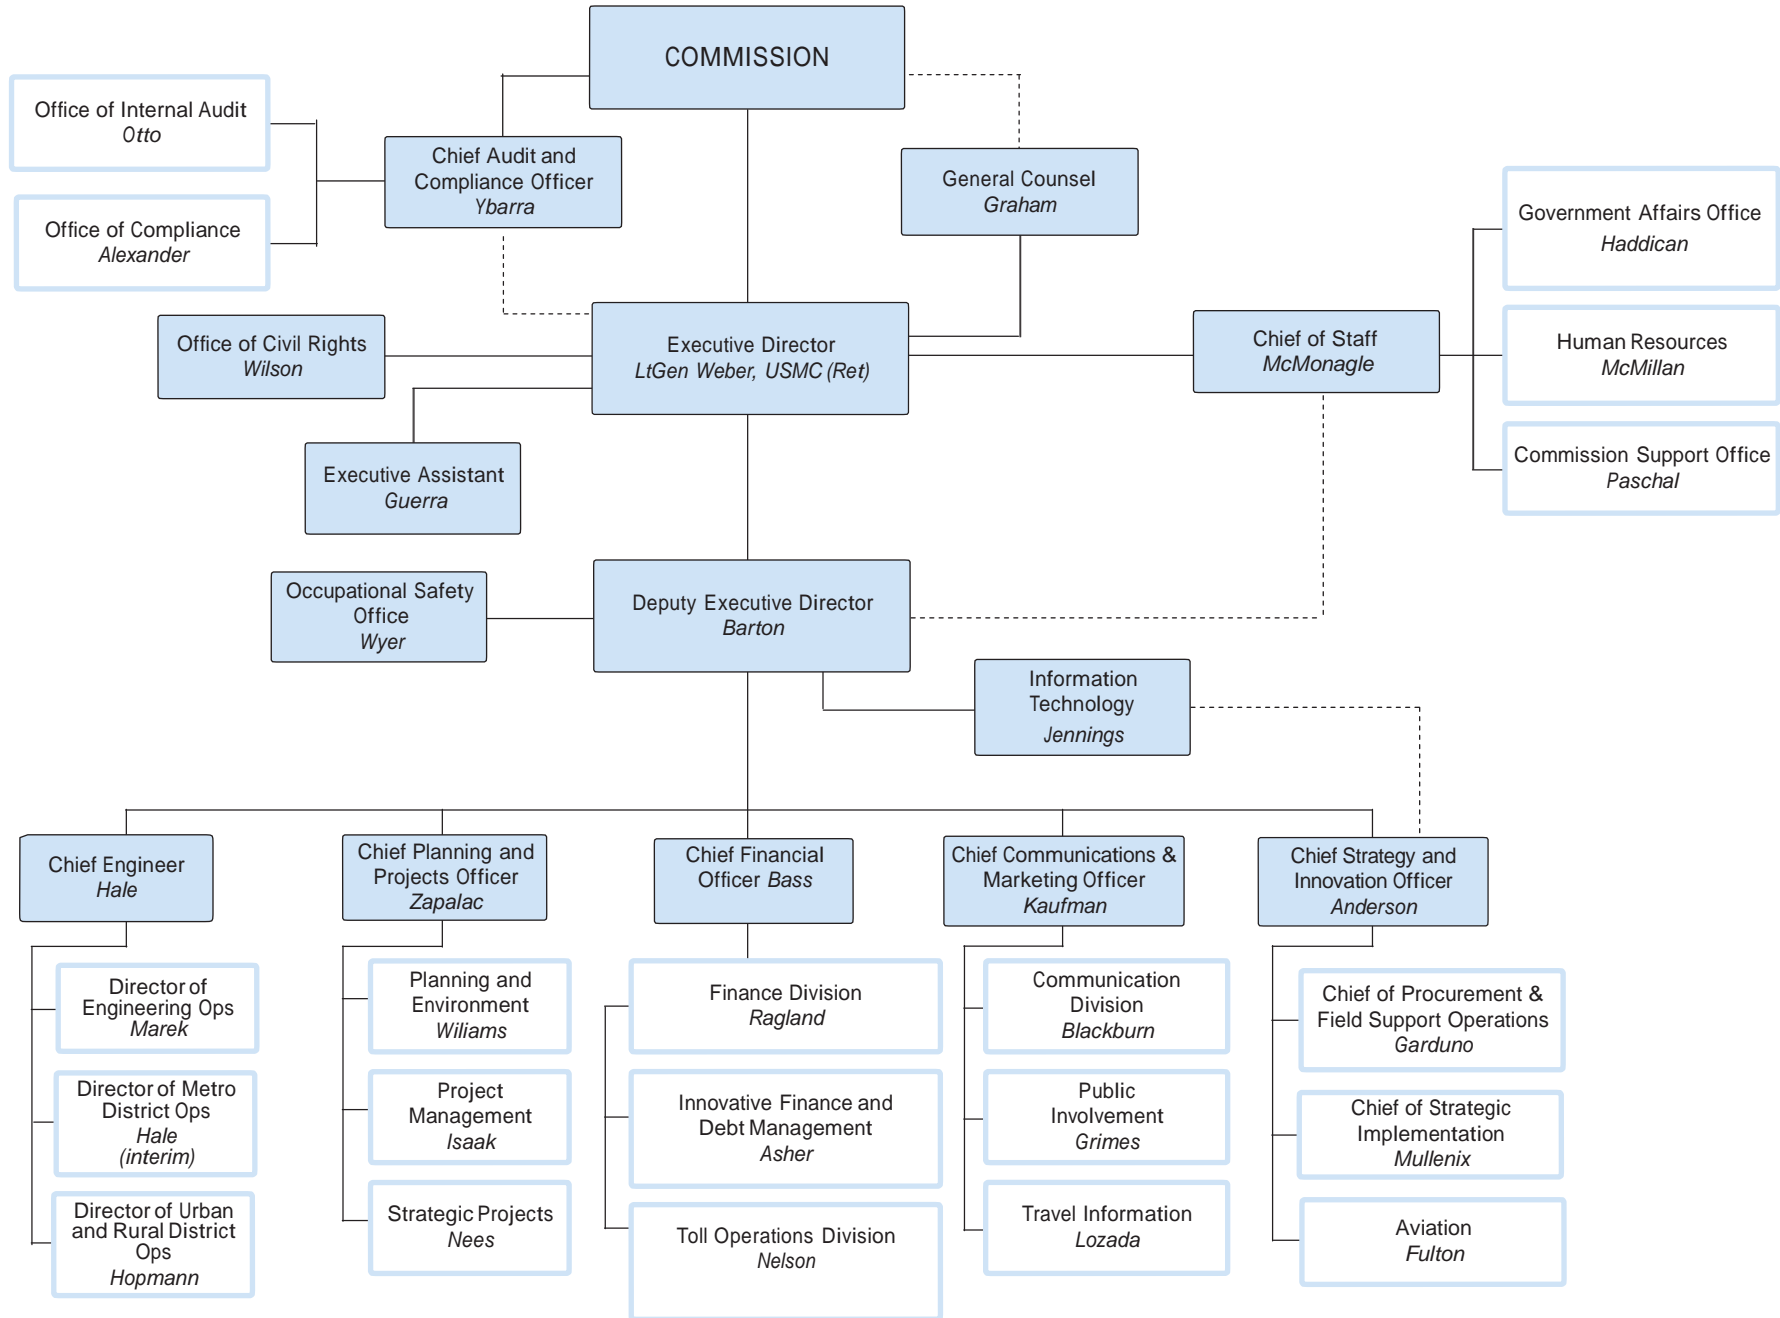 COMMISSION
Office of Internal Audit
Otto
Chief Audit and
Compliance Officer
Ybarra
General Counsel
Graham
Office of Compliance
Alexander
Government Affairs Office
Haddican
Office of Civil Rights
Wilson
Executive Director
LtGen Weber, USMC (Ret)
Chief of Staff
McMonagle
Human Resources
McMillan
Executive Assistant
Guerra
Commission Support Office
Paschal
Occupational Safety
Office
Wyer
Deputy Executive Director
Barton
Information
Technology
Jennings
Chief Engineer
Hale
Chief Planning and
Projects Officer
Zapalac
Chief Financial
Officer Bass
Chief Communications &
Marketing Officer
Kaufman
Chief Strategy and
Innovation Officer
Anderson
Director of
Engineering Ops
Marek
Planning and
Environment
Wiliams
Finance Division
Ragland
Communication
Division
Blackburn
Chief of Procurement &
Field Support Operations
Garduno
Director of Metro
District Ops
Hale
(interim)
Project
Management
Isaak
Innovative Finance and
Debt Management
Asher
Public
Involvement
Grimes
Chief of Strategic
Implementation
Mullenix
Director of Urban
and Rural District
Ops
Hopmann
Strategic Projects
Nees
Toll Operations Division
Nelson
Travel Information
Lozada
Aviation
Fulton